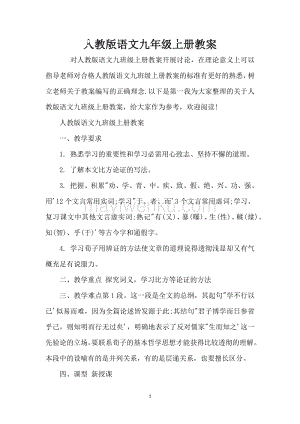 人教版语文九年级上册教案
对人教版语文九班级上册教案开展讨论，在理论意义上可以
指导老师对合格人教版语文九班级上册教案的标准有更好的熟悉，树
立老师关于教案编写的正确理念。以下是第一我为大家整理的关于人
教版语文九班级上册教案，给大家作为参考，欢迎阅读!
人教版语文九班级上册教案
一、教学要求
1. 熟悉学习的重要性和学习必需用心致志、坚持不懈的道理。
2. 了解本文比方论证的写法。
3. 把握、积累"劝、学、于、青、取、致、假、绝、兴、功、强、
用'12 个文言常用实词;学习"于、者、而'3 个文言常用虚词;学习、
复习课文中其他文言虚实词;熟记"有(又)、暴(曝)、生(性)、
知(智)、乎(于)'等古今字和通假字。
4. 学习荀子用辩证的方法使文章的道理说得透彻浅是却又有气
概充足有说服力。
二、教学重点 探究词义，学习比方等论证的方法
三、教学难点第 1 段。这一段是全文总纲，其起句"学不行以
已'似易而难，因为全篇论述皆发源于此;其结句"君子博学而日参省
乎己，则知明而行无过矣'，明确地表示了反对儒家"生而知之'这一
先验论的立场。要联系荀子的基本哲学思想才能获得比较透彻的理解。
本段中的设喻有的是并列关系，有的是层递关系，也要擅长区分。
四、课型 新授课
1